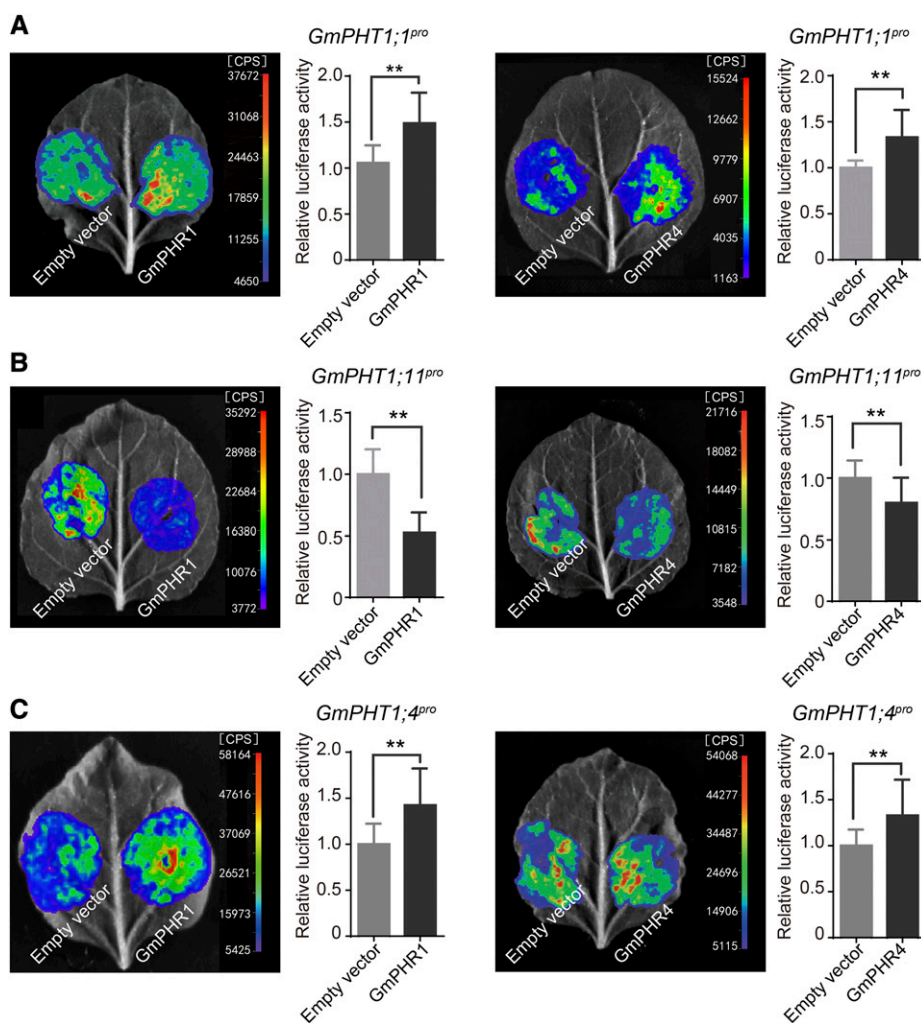 A
[CPS]
37672
31068
24463
17859
11255
4650
Empty vector
GmPHR1
GmPHT1;1pro
Relative luciferase activity
2.0
1.5
1.0
0.5
0
**
Empty vector
GmPHR1
[CPS]
15524
12662
9779
6907
4035
1163
Empty vector
GmPHR4
GmPHT1;1pro
Relative luciferase activity
2.0
1.5
1.0
0.5
0
**
Empty vector
GmPHR4
B
[CPS]
35292
28988
22684
16380
10076
3772
Empty vector
GmPHR1
GmPHT1;11pro
Relative luciferase activity
1.5
1.0
0.5
0
**
Empty vector
GmPHR1
[CPS]
21716
18082
14449
10815
7182
3548
Empty vector
GmPHR4
GmPHT1;11pro
Relative luciferase activity
1.5
1.0
0.5
0
**
Empty vector
GmPHR4
C
[CPS]
58164
47616
37069
26521
15973
5425
Empty vector
GmPHR1
GmPHT1;4pro
Relative luciferase activity
2.0
1.5
1.0
0.5
0
**
Empty vector
GmPHR1
[CPS]
54068
44277
34487
24696
14906
5115
Empty vector
GmPHR4
GmPHT1;4pro
Relative luciferase activity
2.0
1.5
1.0
0.5
0
**
Empty vector
GmPHR4